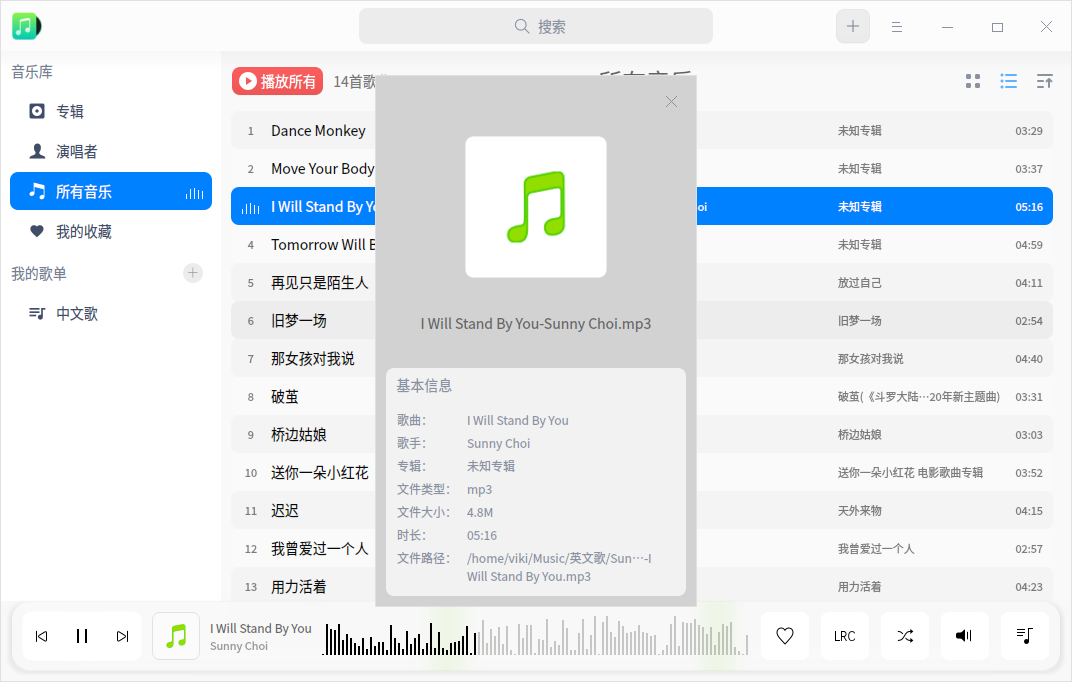 搜索
音乐库
专辑
演唱者
所有音乐
我的收藏
我的歌单
中文歌
播放所有
14首歌
所有音乐
1 Dance Monkey 未知专辑 03:29
2 Move Your Body 未知专辑 03:37
I Will Stand By Yo 未知专辑 05:16
4 Tomorrow Will 未知专辑 04:59
5 再见只是陌生人 放过自己 04:11
6 旧梦一场 旧梦一场 02:54
7 那女孩对我说 那女孩对我说 04:40
8 破茧 破茧(《斗罗大陆…20年新主题曲) 03:31
9 桥边姑娘 桥边姑娘 03:03
10 送你一朵小红花 送你一朵小红花 电影歌曲专辑 03:52
11 迟迟 天外来物 04:15
12 我曾爱过一个人 我曾爱过一个人 02:57
13 用力活着 用力活着 04:23
I Will Stand By You-Sunny Choi.mp3
基本信息
歌曲: I Will Stand By You
歌手: Sunny Choi
专辑: 未知专辑
文件类型: mp3
文件大小: 4.8M
时长: 05:16
文件路径: /home/viki/Music/英文歌/Sun…-I
Will Stand By You.mp3
I Will Stand By You
Sunny Choi
LRC